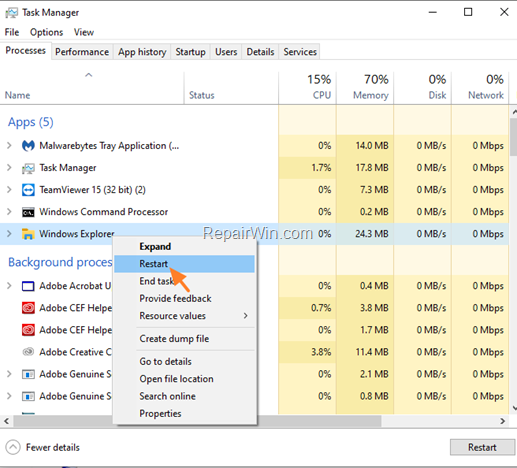 Task Manager
File Options View
Processes Performance App history Startup Users Details Services
15% 70% 0% 0%
Name Status CPU Memory Disk Network
Apps (5)
Malwarebytes Tray Application (... 0% 14.0 MB 0 MB/s 0 Mbps
Task Manager 1.7% 17.8 MB 0 MB/s 0 Mbps
TeamViewer 15 (32 bit) (2) 0% 7.3 MB 0 MB/s 0 Mbps
Windows Command Processor 0% 0.2 MB 0 MB/s 0 Mbps
Windows Explorer 0% 24.3 MB 0 MB/s 0 Mbps
RepairWin.com
Background proce
Adobe Acrobat U 0% 0.4 MB 0 MB/s 0 Mbps
Adobe CEF Helpe 0.7% 3.8 MB 0 MB/s 0 Mbps
Adobe CEF Helpe 0% 1.7 MB 0 MB/s 0 Mbps
Adobe Creative C 3.8% 11.4 MB 0 MB/s 0 Mbps
Adobe Genuine S 0% 2.1 MB 0 MB/s 0 Mbps
Adobe Genuine S 0% 0.8 MB 0 MB/s 0 Mbps
Expand
Restart
End task
Provide feedback
Resource values
Create dump file
Go to details
Open file location
Search online
Properties
Fewer details Restart